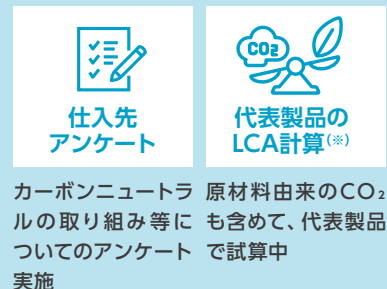 CO₂
仕入先
アンケート
代表製品の
LCA計算(※)
カーボンニュートラ
ルの取り組み等に
ついてのアンケート
実施
原材料由来のCO₂
も含めて、代表製品
で試算中